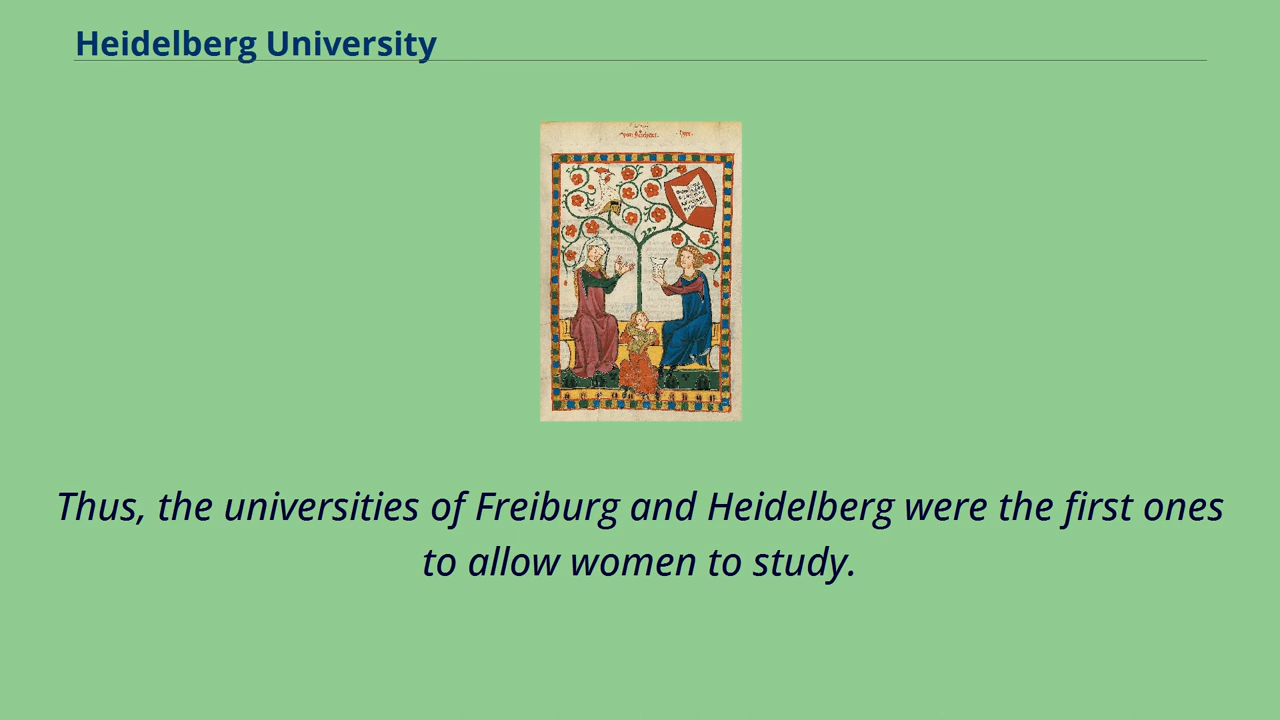 Heidelberg University
Thus, the universities of Freiburg and Heidelberg were the first ones
to allow women to study.